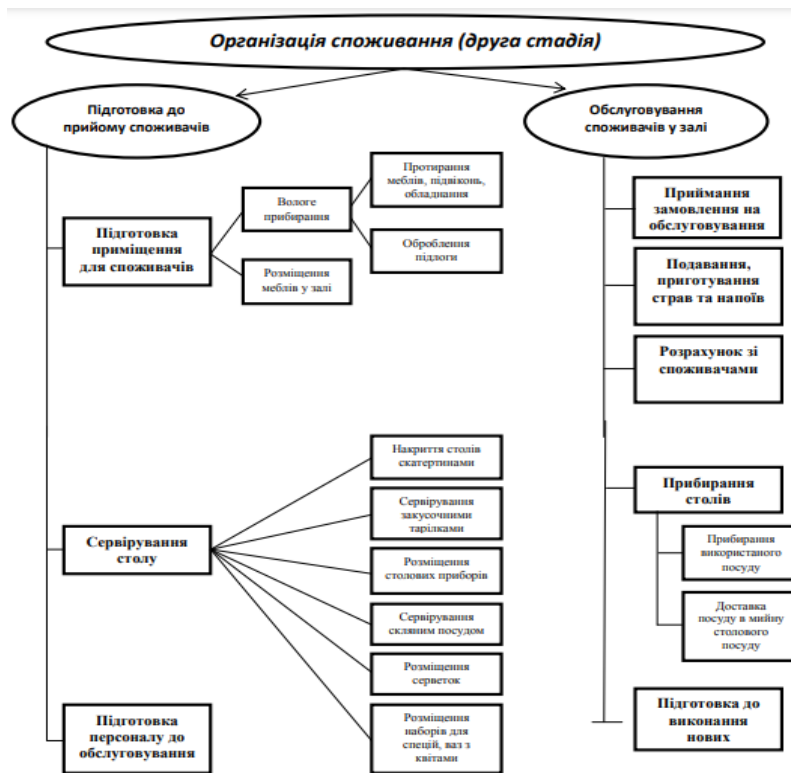 Організація споживання (друга стадія)
Підготовка до
прийому споживачів
Обслуговування
споживачів у залі
Підготовка
приміщення
для споживачів
Вологе
прибирання
Розміщення
меблів у залі
Протирання
меблів, підвіконь,
обладнання
Оброблення
підлоги
Сервірування
столу
Накриття столів
скатертинами
Сервірування
закусочними
тарілками
Розміщення
столових приборів
Сервірування
скляним посудом
Розміщення
серветок
Розміщення
наборів для
спецій, ваз з
квітами
Підготовка
персоналу до
обслуговування
Приймання
замовлення на
обслуговування
Подавання,
приготування
страв та напоїв
Розрахунок зі
споживачами
Прибирання
столів
Прибирання
використаного
посуду
Доставка
посуду в мийну
столового
посуду
Підготовка до
виконання
нових